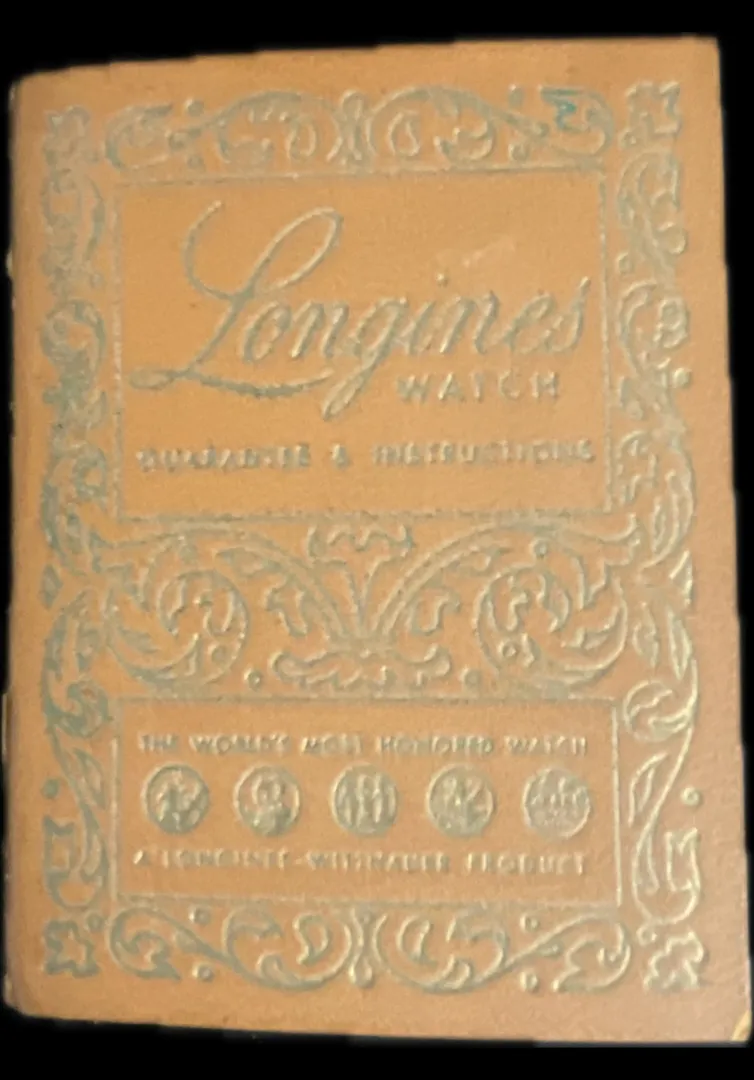 Longines
WATCH
GUARANTEE & INSTRUCTIONS
THE WORLD'S MOST HONORED WATCH
A LONGINES-WITTNAUER PRODUCT